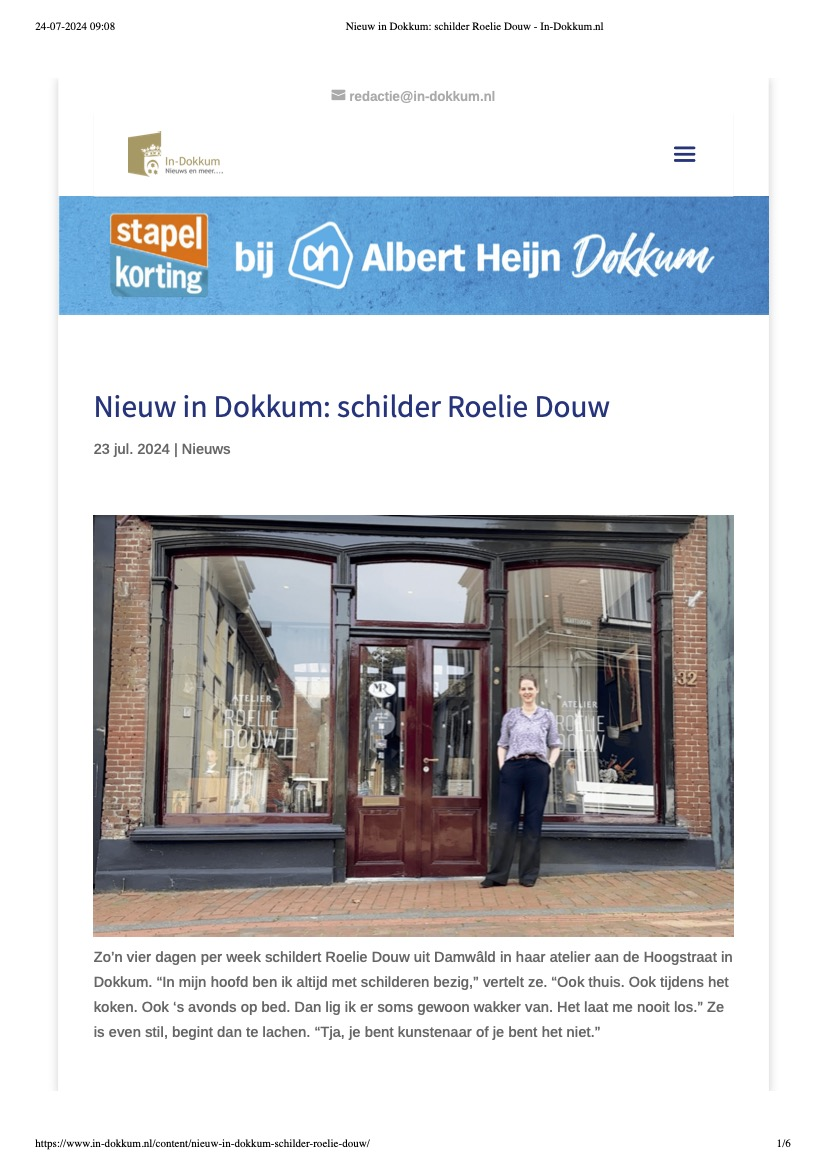 24-07-2024 09:08
Nieuw in Dokkum: schilder Roelie Douw - In-Dokkum.nl
redactie@in-dokkum.nl
In-Dokkum
Nieuws en meer....
stapel
korting
bij Albert Heijn Dokkum
Nieuw in Dokkum: schilder Roelie Douw
23 jul. 2024 | Nieuws
32
ATELIER
ROELIE
DOUW
ATELIER
ROELIE
DOUW
Zo’n vier dagen per week schildert Roelie Douw uit Damwâld in haar atelier aan de Hoogstraat in
Dokkum. “In mijn hoofd ben ik altijd met schilderen bezig,” vertelt ze. “Ook thuis. Ook tijdens het
koken. Ook ‘s avonds op bed. Dan lig ik er soms gewoon wakker van. Het laat me nooit los.” Ze
is even stil, begint dan te lachen. “Tja, je bent kunstenaar of je bent het niet.”
https://www.in-dokkum.nl/content/nieuw-in-dokkum-schilder-roelie-douw/
1/6